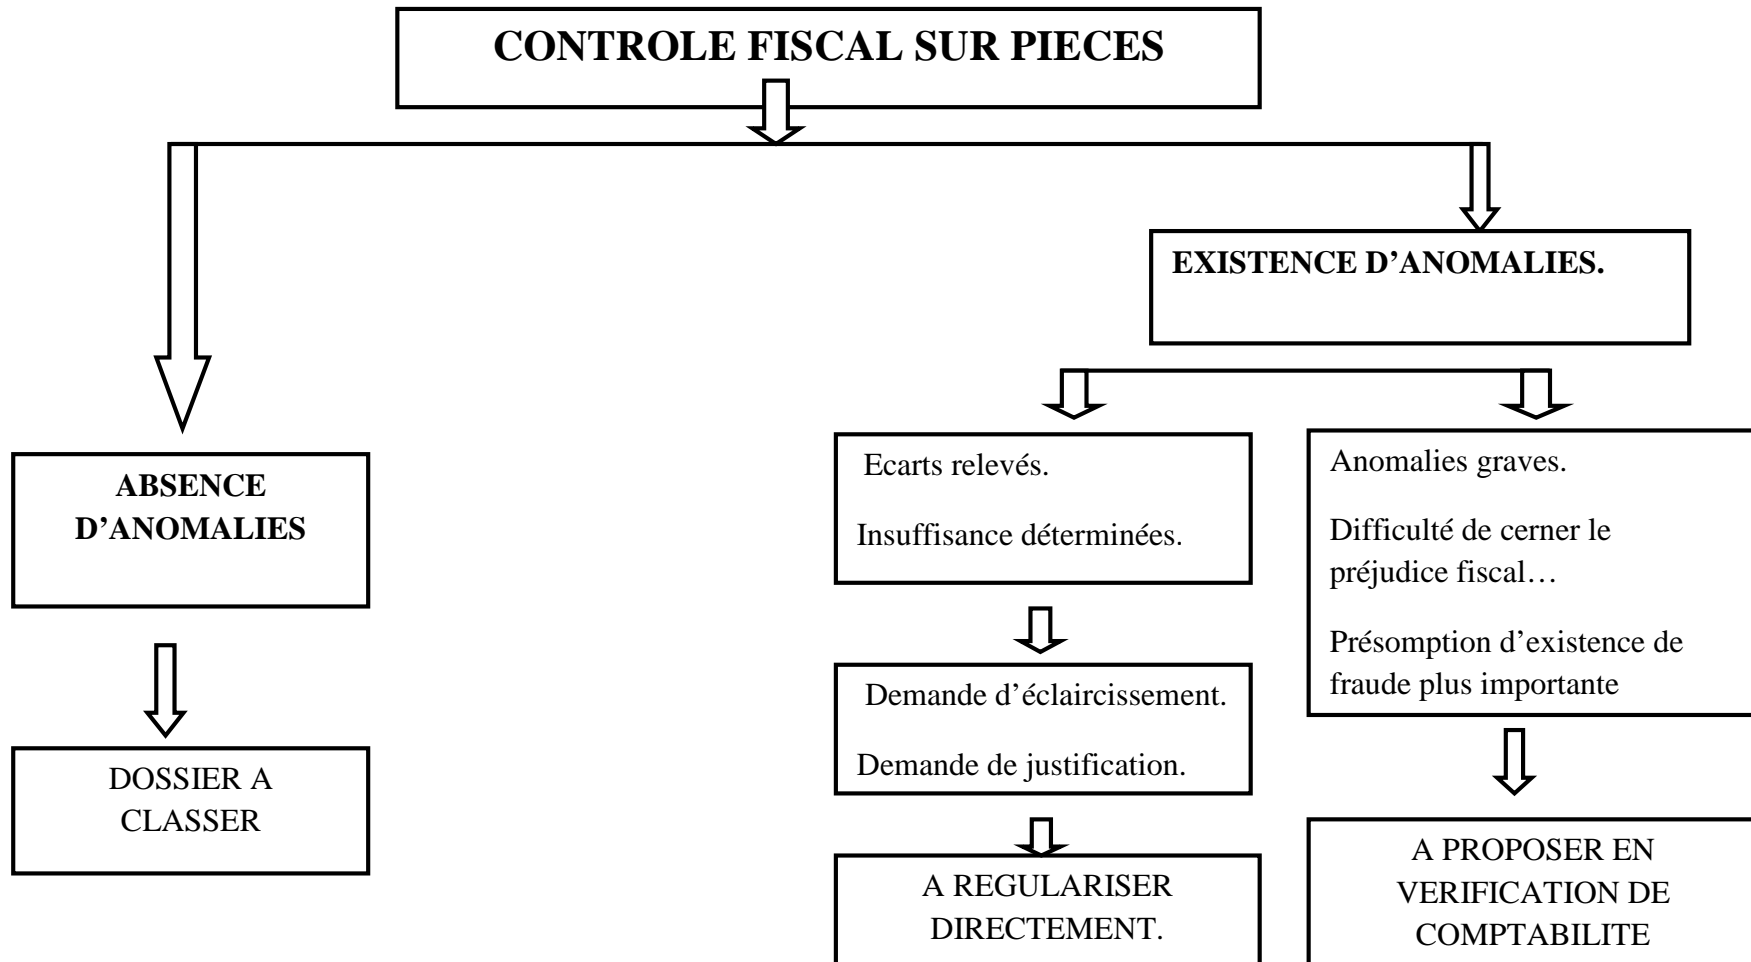 CONTROLE FISCAL SUR PIECES
EXISTENCE D’ANOMALIES.
ABSENCE
D’ANOMALIES
DOSSIER A
CLASSER
Ecarts relevés.
Insuffisance déterminées.
Demande d’éclaircissement.
Demande de justification.
A REGULARISER
DIRECTEMENT.
Anomalies graves.
Difficulté de cerner le
préjudice fiscal…
Présomption d’existence de
fraude plus importante
A PROPOSER EN
VERIFICATION DE
COMPTABILITE